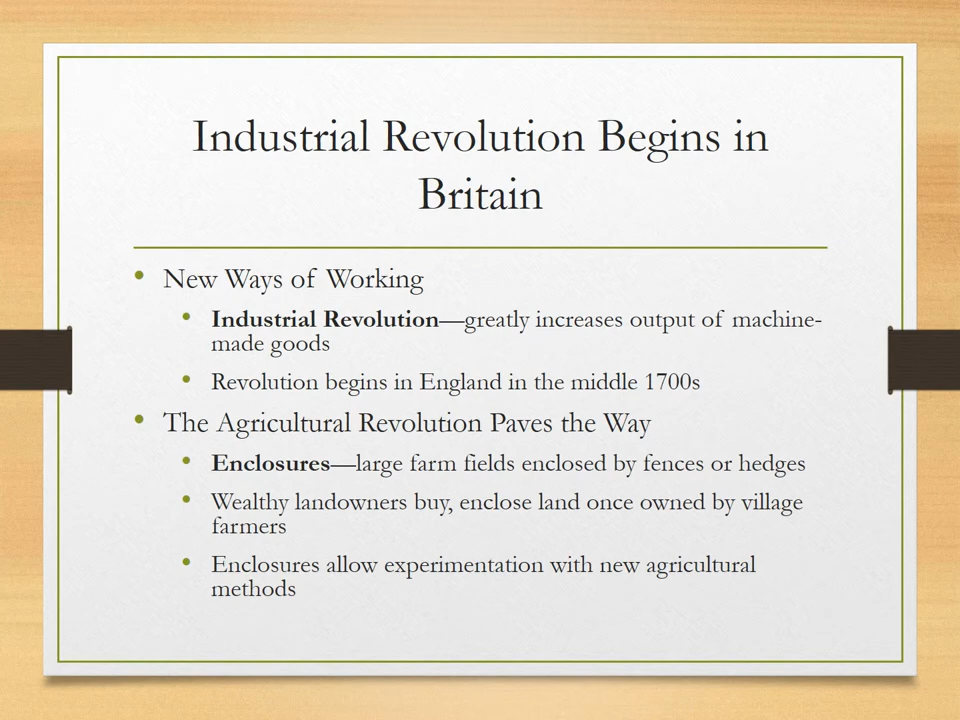 Industrial Revolution Begins in
Britain
• New Ways of Working
• Industrial Revolution—greatly increases output of machine-
made goods
• Revolution begins in England in the middle 1700s
• The Agricultural Revolution Paves the Way
• Enclosures—large farm fields enclosed by fences or hedges
• Wealthy landowners buy, enclose land once owned by village
farmers
• Enclosures allow experimentation with new agricultural
methods